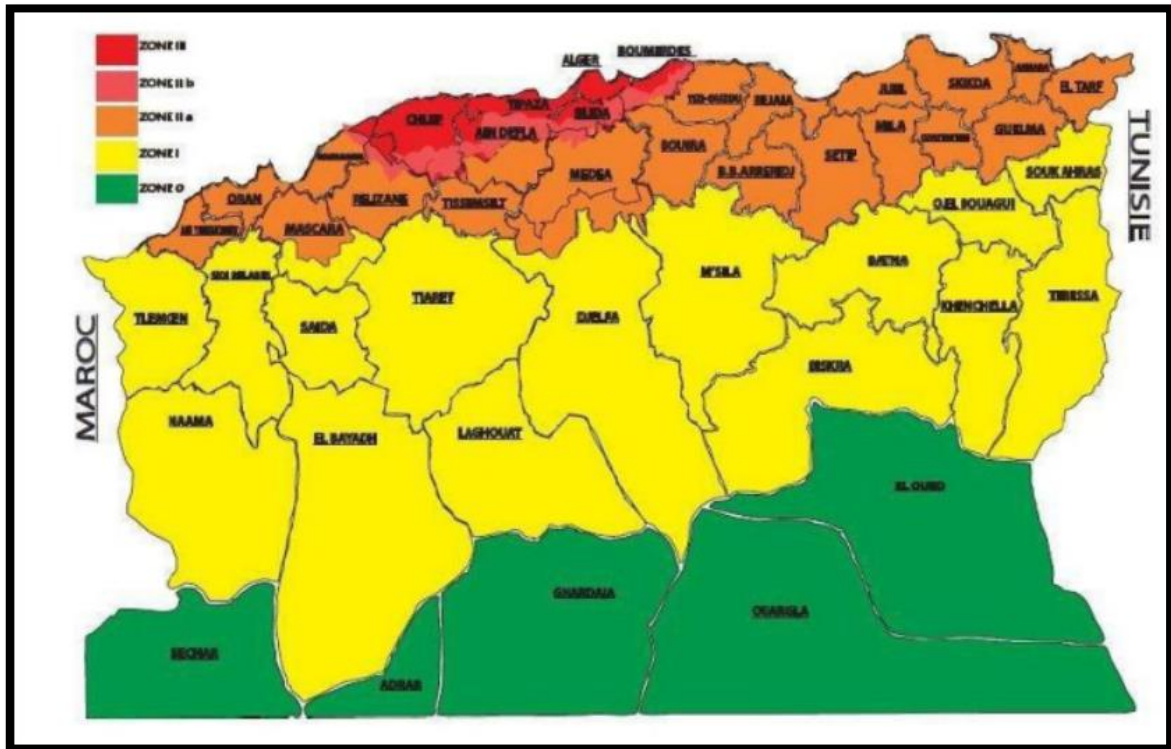 ZONE III
ZONE II b
ZONE II a
ZONE I
ZONE 0
ALGER
BOUMERDES
TIPAZA
BLIDA
CHLEF
AIN DEFLA
TIZI-OUZOU
BEJAIA
JIJEL
SKIKDA
EL TARF
MILA
GUELMA
BOUIRA
SETIF
MEDEA
B.B.ARRERIDJ
SOUK AHRAS
ORAN
RELIZANE
TISSEMSILT
MASCARA
O.EL BOUAGUI
TUNISIE
BATNA
M'SILA
TIARET
KHENCHELLA
TEBESSA
TLEMCEN
SAIDA
DJELFA
MAROC
BISKRA
NAAMA
EL BAYADH
LAGHOUAT
EL OUED
GHARDAIA
OUARGLA
BECHAR
ADRAR